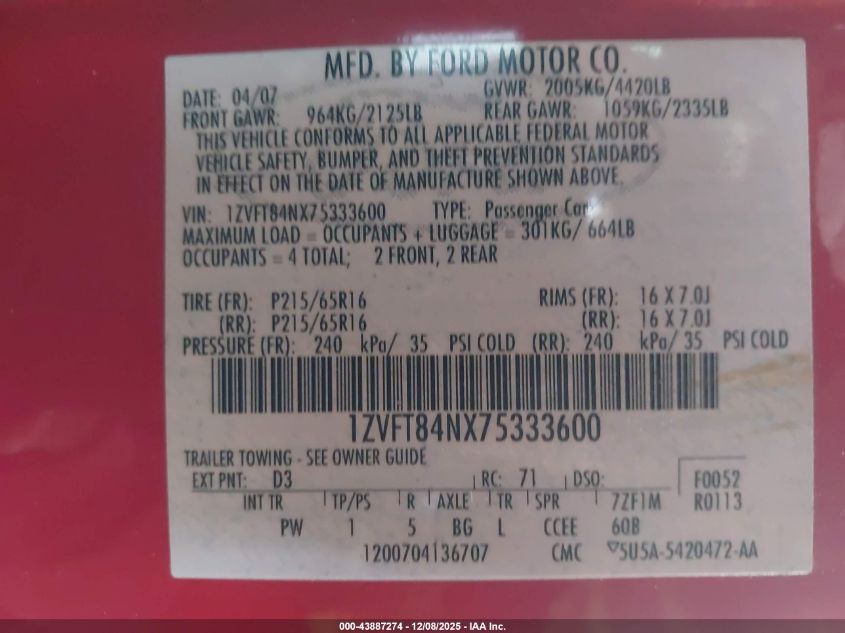 MFD. BY FORD MOTOR CO.
DATE: 04/07 GVWR: 2005KG/4420LB
FRONT GAWR: 964KG/2125LB REAR GAWR: 1059KG/2335LB
THIS VEHICLE CONFORMS TO ALL APPLICABLE FEDERAL MOTOR
VEHICLE SAFETY, BUMPER, AND THEFT PREVENTION STANDARDS
IN EFFECT ON THE DATE OF MANUFACTURE SHOWN ABOVE.
VIN: 1ZVFT84NX75333600 TYPE: Passenger Car
MAXIMUM LOAD = OCCUPANTS + LUGGAGE = 301KG/ 664LB
OCCUPANTS = 4 TOTAL; 2 FRONT, 2 REAR
TIRE (FR): P215/65R16 RIMS (FR): 16 X 7.0J
(RR): P215/65R16 (RR): 16 X 7.0J
PRESSURE (FR): 240 kPa/ 35 PSI COLD (RR): 240 kPa/ 35 PSI COLD
1ZVFT84NX75333600
TRAILER TOWING - SEE OWNER GUIDE
EXT PNT: D3 RC: 71 DSO: F0052
INT TR TP/PS R AXLE TR SPR 7ZF1M R0113
PW 1 5 BG L CCEE 60B
1200704136707 CMC ▽5U5A-5420472-AA
000-43887274 - 12/08/2025 - IAA Inc.